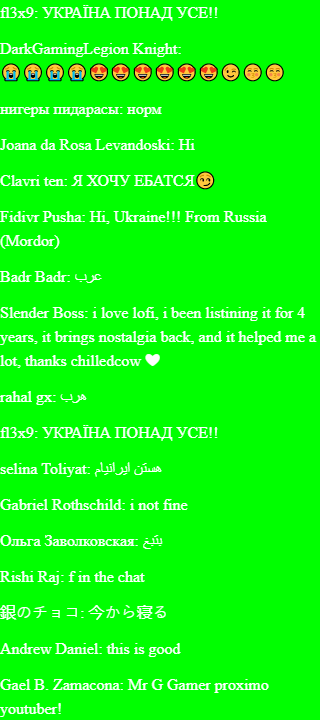 fl3x9: УКРАЇНА ПОНАД УСЕ!!
DarkGamingLegion Knight:
😭😭😭😭😍😍😍😍😍😍😉😊😊
нигеры пидарасы: норм
Joana da Rosa Levandoski: Hi
Clavri ten: Я ХОЧУ ЕБАТСЯ😏
Fidivr Pusha: Hi, Ukraine!!! From Russia
(Mordor)
Badr Badr: عرب
Slender Boss: i love lofi, i been listining it for 4
years, it brings nostalgia back, and it helped me a
lot, thanks chilledcow 🤍
rahal gx: هرب
fl3x9: УКРАЇНА ПОНАД УСЕ!!
selina Toliyat:
Gabriel Rothschild: i not fine
Ольга Заволковская:
Rishi Raj: f in the chat
銀のチョコ: 今から寝る
Andrew Daniel: this is good
Gael B. Zamacona: Mr G Gamer proximo
youtuber!